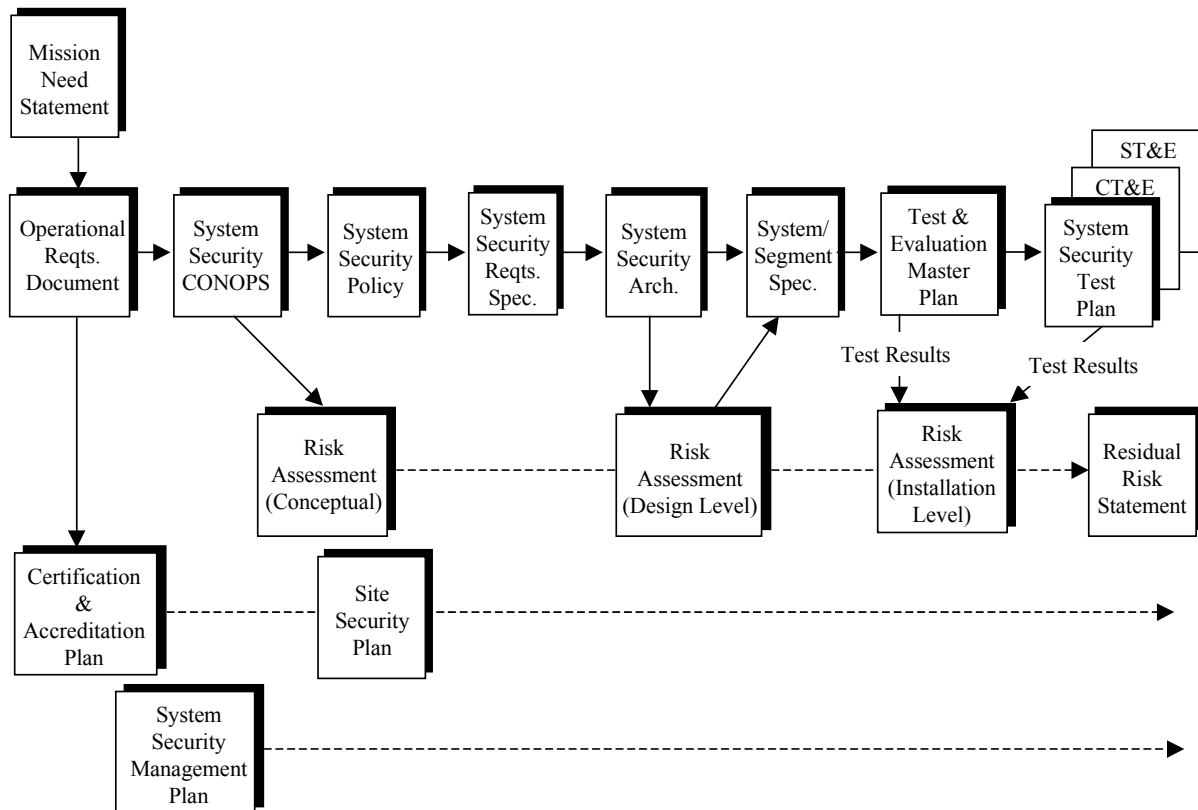 Mission
Need
Statement
ST&E
CT&E
Operational
Reqts.
Document
System
Security
CONOPS
System
Security
Policy
System
Security
Reqts.
Spec.
System
Security
Arch.
System/
Segment
Spec.
Test &
Evaluation
Master
Plan
System
Security
Test
Plan
Test Results
Test Results
Risk
Assessment
(Conceptual)
Risk
Assessment
(Design Level)
Risk
Assessment
(Installation
Level)
Residual
Risk
Statement
Certification
&
Accreditation
Plan
Site
Security
Plan
System
Security
Management
Plan